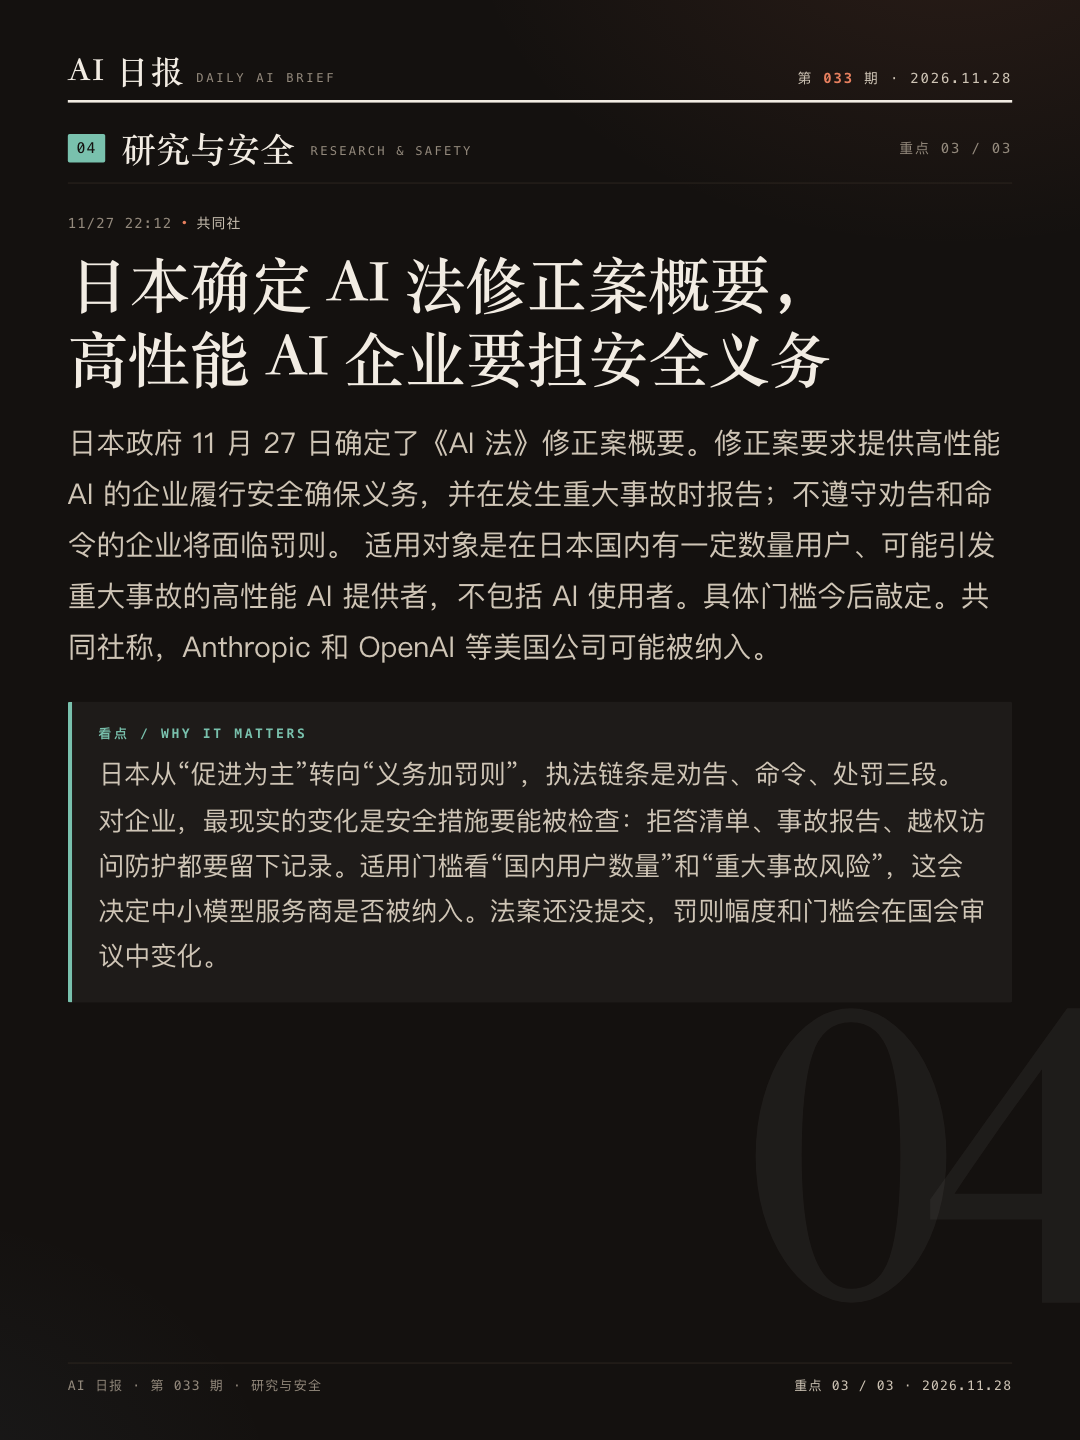 AI 日报 DAILY AI BRIEF
第 033 期 · 2026.11.28
04 研究与安全 RESEARCH & SAFETY
重点 03 / 03
11/27 22:12 • 共同社
日本确定 AI 法修正案概要，
高性能 AI 企业要担安全义务
日本政府 11 月 27 日确定了《AI 法》修正案概要。修正案要求提供高性能
AI 的企业履行安全确保义务，并在发生重大事故时报告；不遵守劝告和命
令的企业将面临罚则。 适用对象是在日本国内有一定数量用户、可能引发
重大事故的高性能 AI 提供者，不包括 AI 使用者。具体门槛今后敲定。共
同社称，Anthropic 和 OpenAI 等美国公司可能被纳入。
看点 / WHY IT MATTERS
日本从“促进为主”转向“义务加罚则”，执法链条是劝告、命令、处罚三段。
对企业，最现实的变化是安全措施要能被检查：拒答清单、事故报告、越权访
问防护都要留下记录。适用门槛看“国内用户数量”和“重大事故风险”，这会
决定中小模型服务商是否被纳入。法案还没提交，罚则幅度和门槛会在国会审
议中变化。
04
AI 日报 · 第 033 期 · 研究与安全
重点 03 / 03 · 2026.11.28